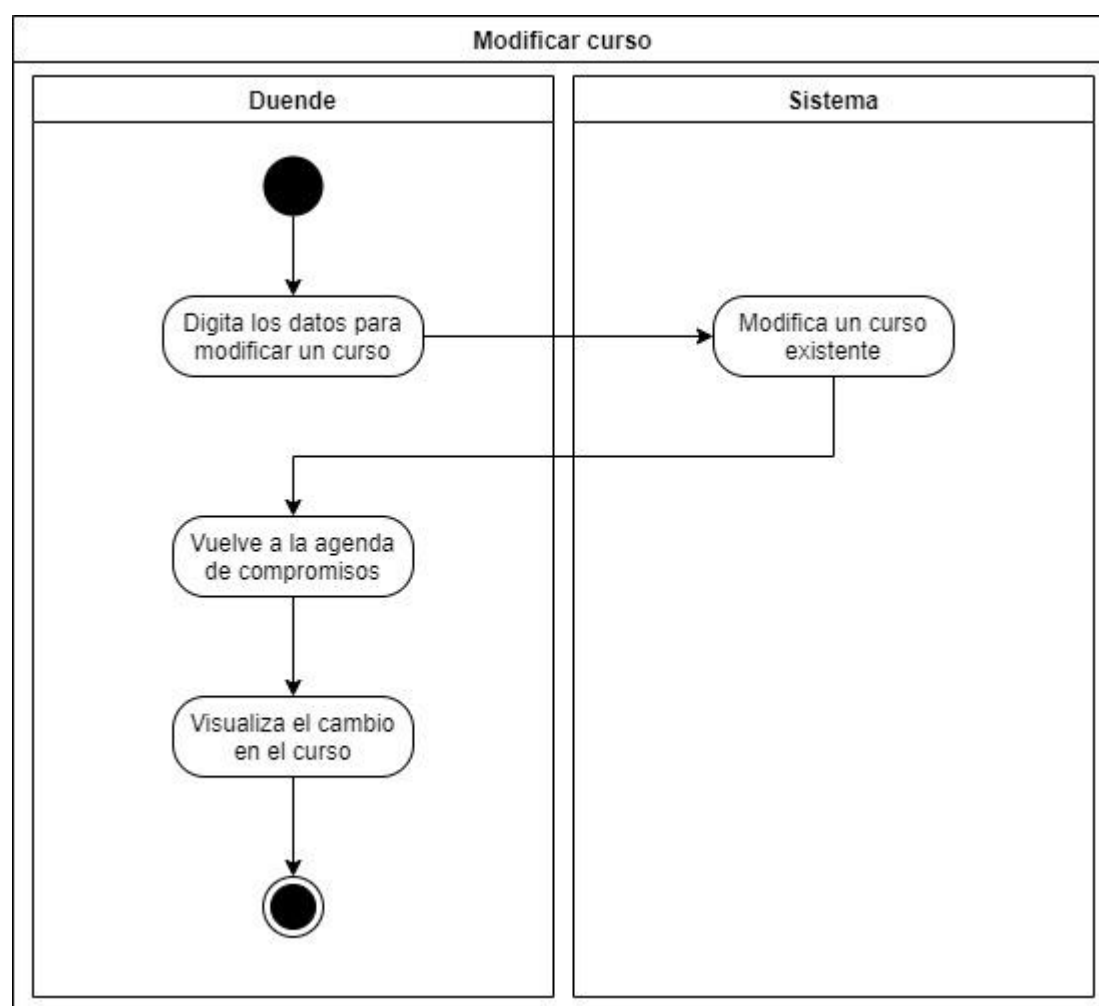 Modificar curso
Duende
Sistema
Digita los datos para
modificar un curso
Modifica un curso
existente
Vuelve a la agenda
de compromisos
Visualiza el cambio
en el curso